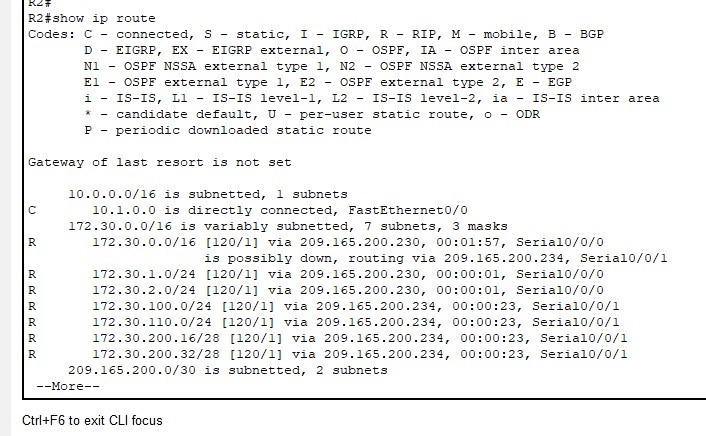 R2#
R2#show ip route
Codes: C - connected, S - static, I - IGRP, R - RIP, M - mobile, B - BGP
       D - EIGRP, EX - EIGRP external, O - OSPF, IA - OSPF inter area
       N1 - OSPF NSSA external type 1, N2 - OSPF NSSA external type 2
       E1 - OSPF external type 1, E2 - OSPF external type 2, E - EGP
       i - IS-IS, L1 - IS-IS level-1, L2 - IS-IS level-2, ia - IS-IS inter area
       * - candidate default, U - per-user static route, o - ODR
       P - periodic downloaded static route
Gateway of last resort is not set
     10.0.0.0/16 is subnetted, 1 subnets
C       10.1.0.0 is directly connected, FastEthernet0/0
     172.30.0.0/16 is variably subnetted, 7 subnets, 3 masks
R       172.30.0.0/16 [120/1] via 209.165.200.230, 00:01:57, Serial0/0/0
                      is possibly down, routing via 209.165.200.234, Serial0/0/1
R       172.30.1.0/24 [120/1] via 209.165.200.230, 00:00:01, Serial0/0/0
R       172.30.2.0/24 [120/1] via 209.165.200.230, 00:00:01, Serial0/0/0
R       172.30.100.0/24 [120/1] via 209.165.200.234, 00:00:23, Serial0/0/1
R       172.30.110.0/24 [120/1] via 209.165.200.234, 00:00:23, Serial0/0/1
R       172.30.200.16/28 [120/1] via 209.165.200.234, 00:00:23, Serial0/0/1
R       172.30.200.32/28 [120/1] via 209.165.200.234, 00:00:23, Serial0/0/1
     209.165.200.0/30 is subnetted, 2 subnets
 --More--
Ctrl+F6 to exit CLI focus